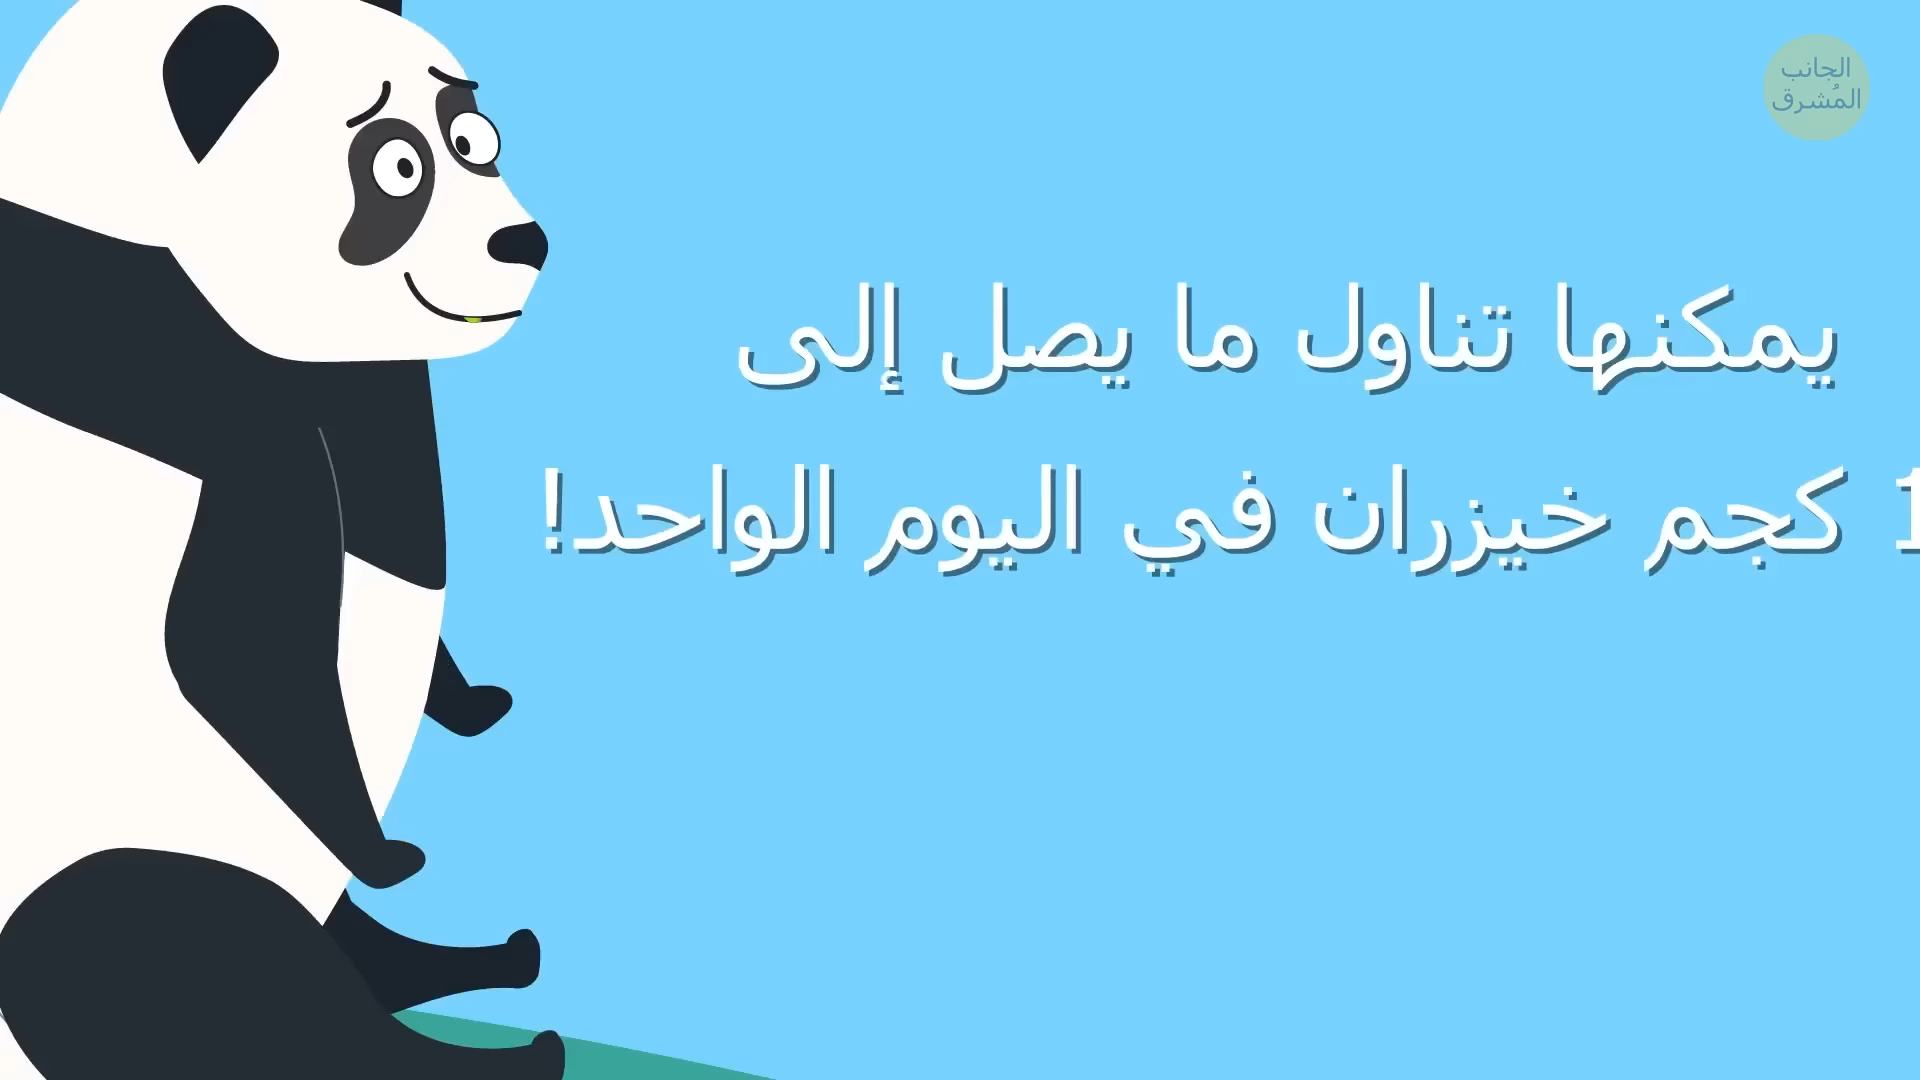 الجانب
المُشرق
يمكنها تناول ما يصل إلى
كجم خيزران في اليوم الواحد!